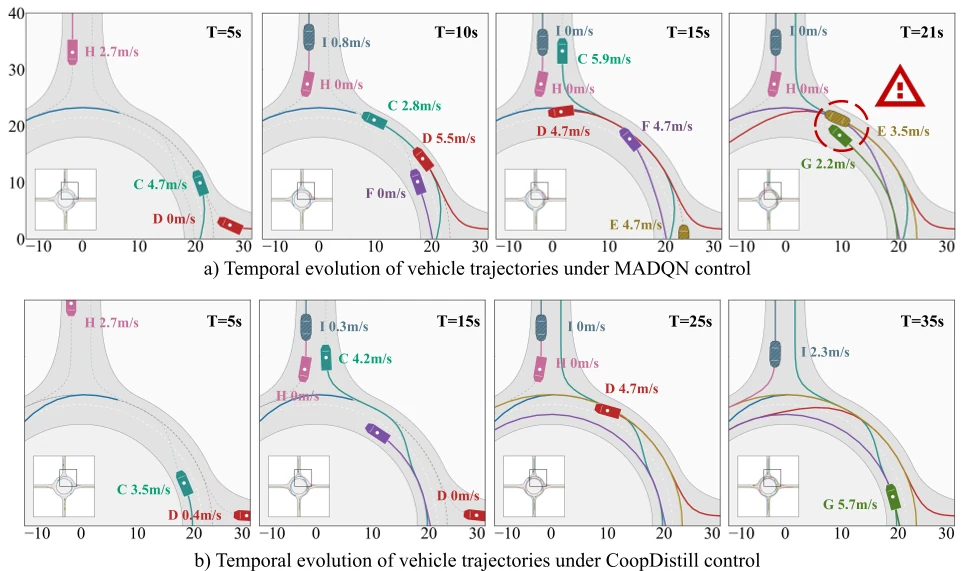 40
30
20
10
0
T=5s
H 2.7m/s
C 4.7m/s
D 0m/s
−10 0 10 20 30
T=10s
I 0.8m/s
H 0m/s
C 2.8m/s
D 5.5m/s
F 0m/s
−10 0 10 20 30
T=15s
I 0m/s
C 5.9m/s
H 0m/s
D 4.7m/s
F 4.7m/s
E 4.7m/s
−10 0 10 20 30
T=21s
I 0m/s
H 0m/s
E 3.5m/s
G 2.2m/s
−10 0 10 20 30
a) Temporal evolution of vehicle trajectories under MADQN control
T=5s
H 2.7m/s
C 3.5m/s
D 0.4m/s
−10 0 10 20 30
T=15s
I 0.3m/s
C 4.2m/s
H 0m/s
D 0m/s
−10 0 10 20 30
T=25s
I 0m/s
H 0m/s
D 4.7m/s
−10 0 10 20 30
T=35s
I 2.3m/s
G 5.7m/s
−10 0 10 20 30
b) Temporal evolution of vehicle trajectories under CoopDistill control